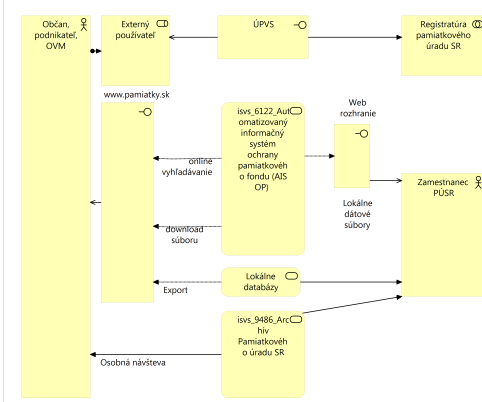 Občan,
podnikateľ,
OVM
Externý
používateľ
ÚPVS
Registratúra
pamiatkového
úradu SR
www.pamiatky.sk
isvs_6122_Aut
omatizovaný
informačný
systém
ochrany
pamiatkovéh
o fondu (AIS
OP)
Web
rozhranie
online
vyhľadávanie
Zamestnanec
PÚSR
Lokálne
dátové
súbory
download
súboru
Lokálne
databázy
Export
isvs_9486_Arc
hív
Pamiatkovéh
o úradu SR
Osobná návšteva